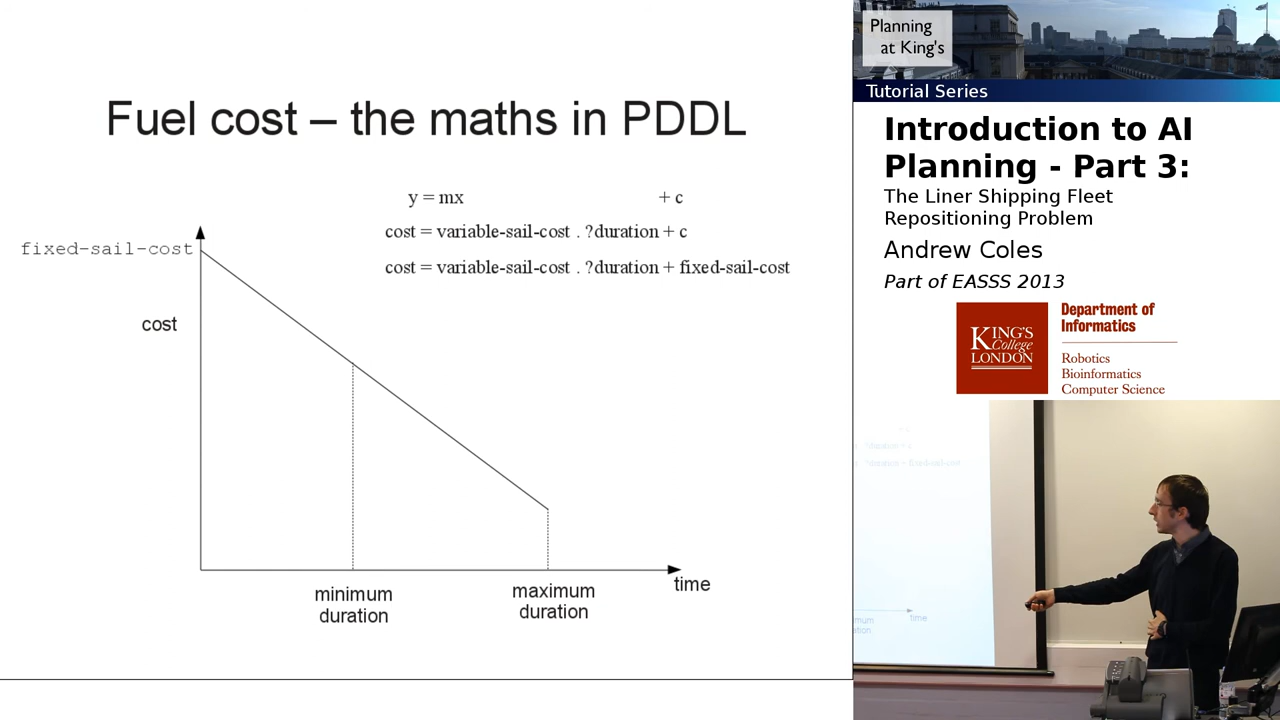 Fuel cost – the maths in PDDL
y = mx + c
cost = variable-sail-cost . ?duration + c
cost = variable-sail-cost . ?duration + fixed-sail-cost
fixed-sail-cost
cost
minimum
duration
maximum
duration
time
Planning
at King's
Tutorial Series
Introduction to AI
Planning - Part 3:
The Liner Shipping Fleet
Repositioning Problem
Andrew Coles
Part of EASSS 2013
KING'S
College
LONDON
Department of
Informatics
Robotics
Bioinformatics
Computer Science
time